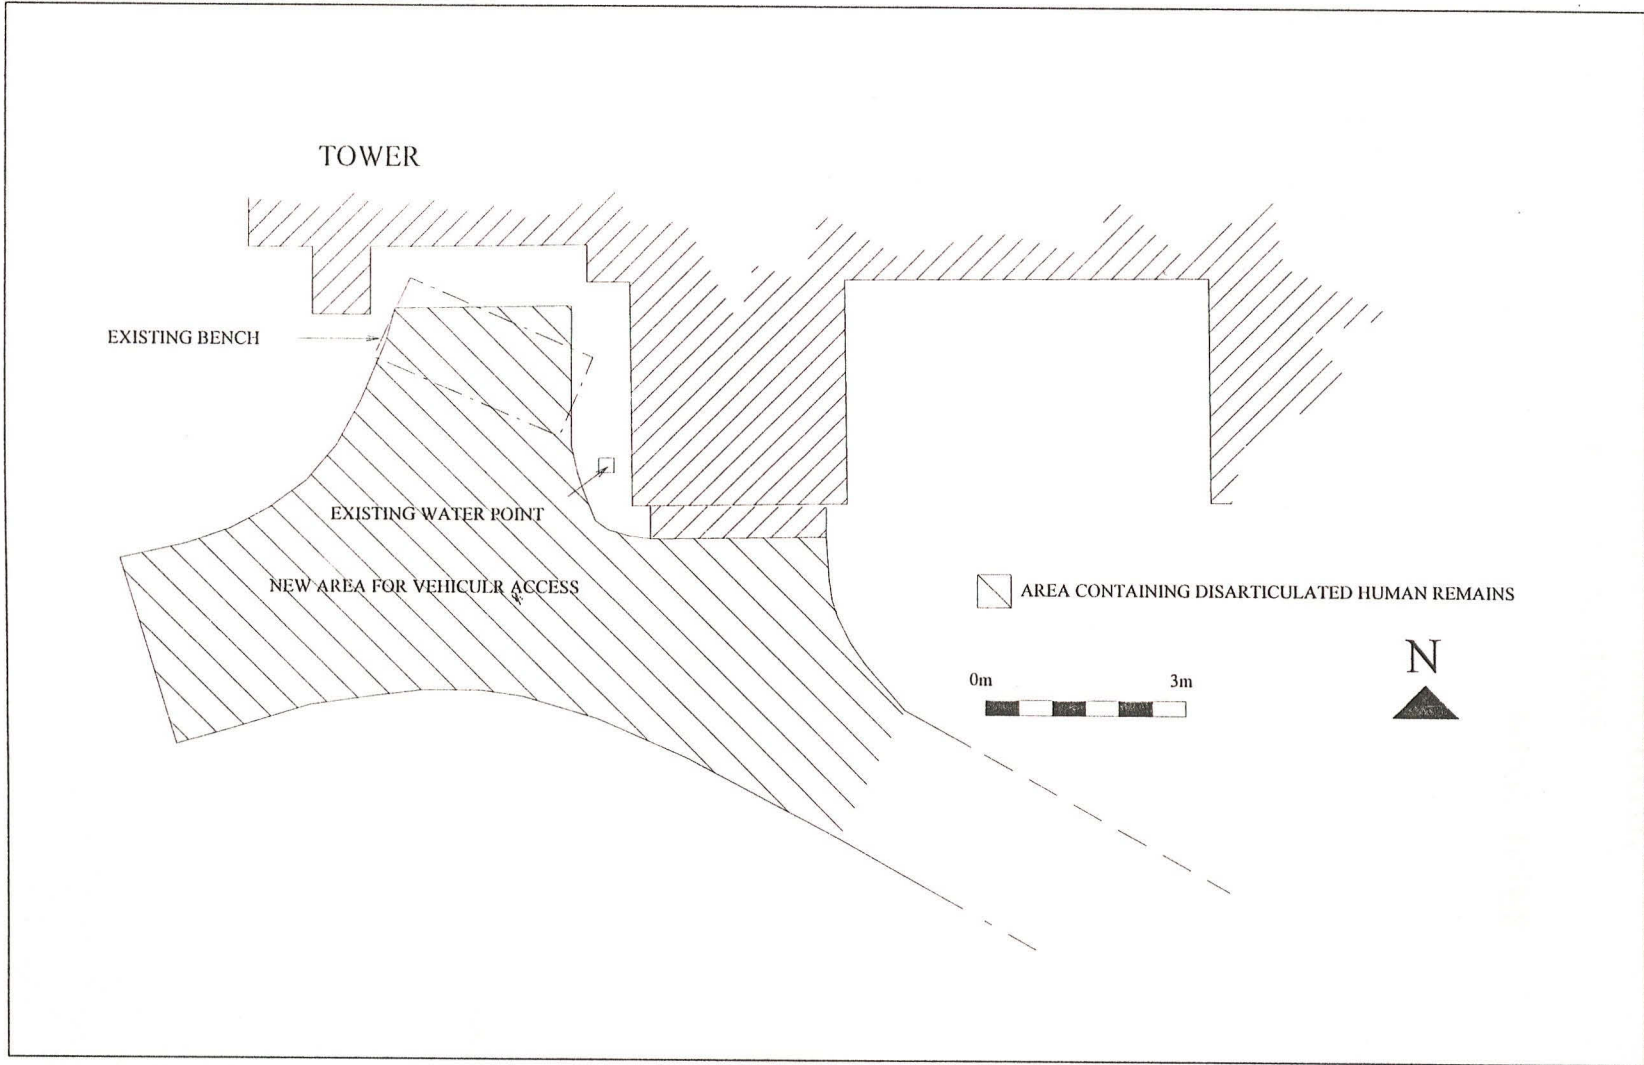 TOWER
EXISTING BENCH
EXISTING WATER POINT
NEW AREA FOR VEHICULR ACCESS
AREA CONTAINING DISARTICULATED HUMAN REMAINS
N
0m 3m